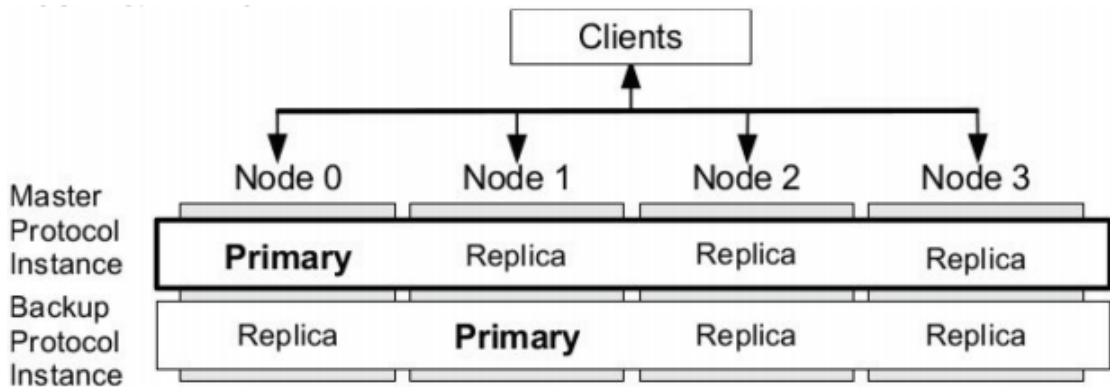 Clients
Node 0 Node 1 Node 2 Node 3
Master
Protocol
Instance
Primary Replica Replica Replica
Backup
Protocol
Instance
Replica Primary Replica Replica